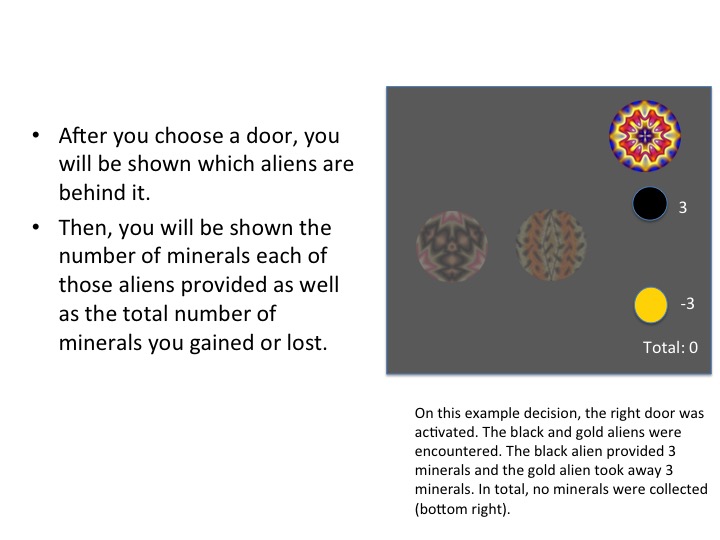 • After you choose a door, you
will be shown which aliens are
behind it.
• Then, you will be shown the
number of minerals each of
those aliens provided as well
as the total number of
minerals you gained or lost.
3
-3
Total: 0
On this example decision, the right door was
activated. The black and gold aliens were
encountered. The black alien provided 3
minerals and the gold alien took away 3
minerals. In total, no minerals were collected
(bottom right).